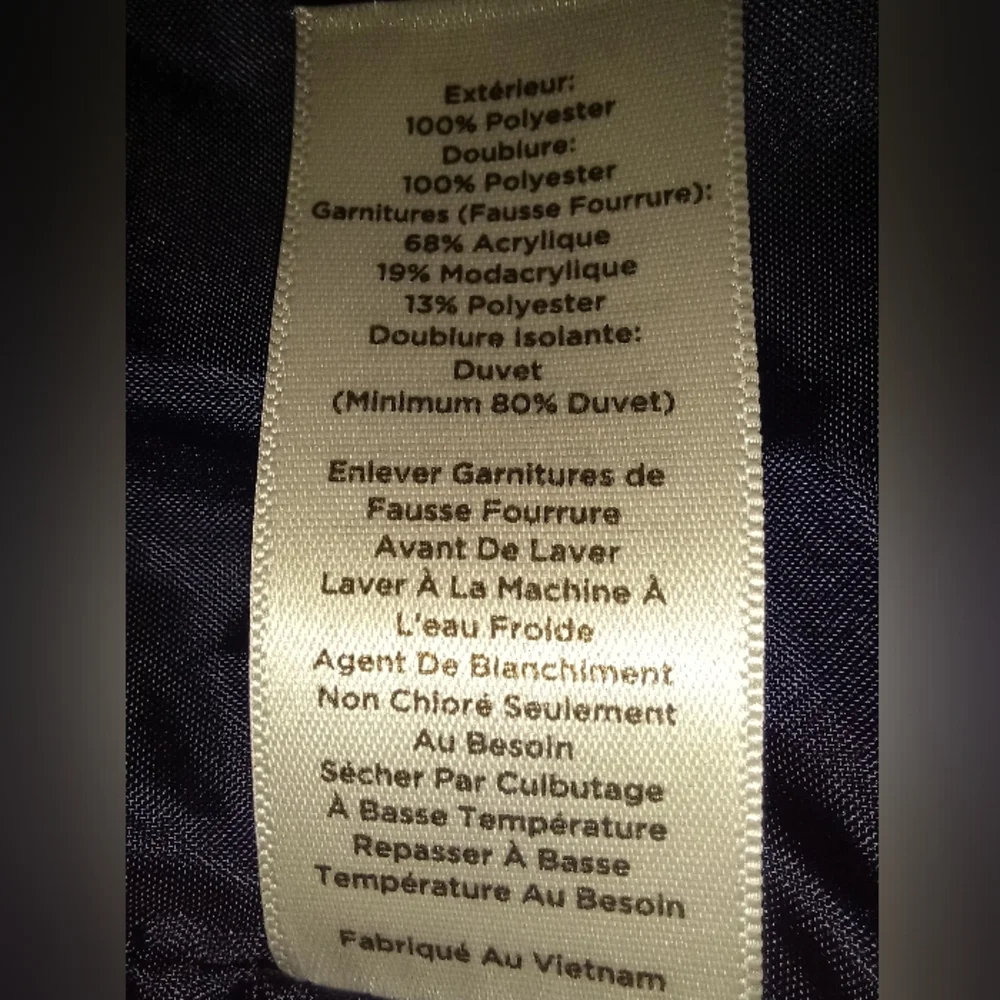 Extérieur:
100% Polyester
Doublure:
100% Polyester
Garnitures (Fausse Fourrure):
68% Acrylique
19% Modacrylique
13% Polyester
Doublure Isolante:
Duvet
(Minimum 80% Duvet)
Enlever Garnitures de
Fausse Fourrure
Avant De Laver
Laver À La Machine À
L'eau Froide
Agent De Blanchiment
Non Chloré Seulement
Au Besoin
Sécher Par Culbutage
À Basse Température
Repasser À Basse
Température Au Besoin
Fabriqué Au Vietnam